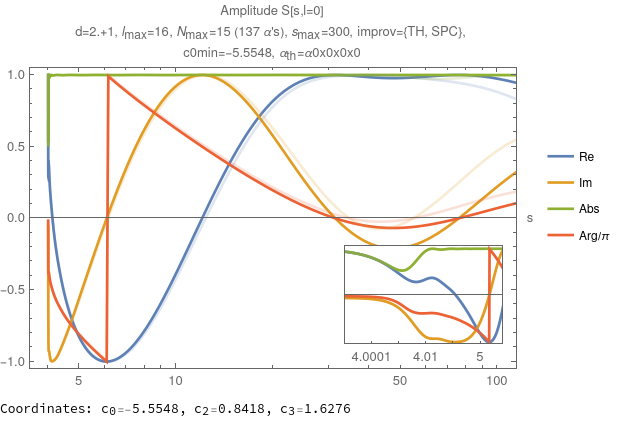 Amplitude S[s,l=0]
d=2.+1, lmax=16, Nmax=15 (137 α's), smax=300, improv={TH, SPC},
c0min=-5.5548, αth=α0x0x0x0
1.0
0.5
0.0
-0.5
-1.0
5
10
50
100
s
4.0001
4.01
5
Re
Im
Abs
Arg/π
Coordinates: c0=-5.5548, c2=0.8418, c3=1.6276